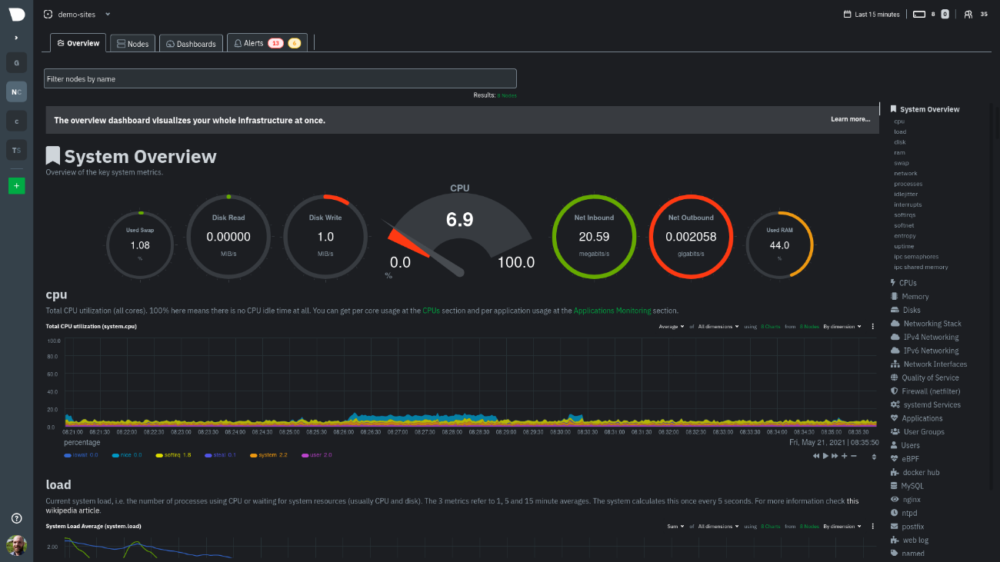 demo-sites
Last 15 minutes
8
0
35
Overview
Nodes
Dashboards
Alerts
13
6
G
NC
c
TS
+
Filter nodes by name
Results: 8 Nodes
The overview dashboard visualizes your whole infrastructure at once.
Learn more...
System Overview
Overview of the key system metrics.
Used Swap
1.08
%
Disk Read
0.00000
MiB/s
Disk Write
1.0
MiB/s
CPU
6.9
0.0
100.0
%
Net Inbound
20.59
megabits/s
Net Outbound
0.002058
gigabits/s
Used RAM
44.0
%
cpu
Total CPU utilization (all cores). 100% here means there is no CPU idle time at all. You can get per core usage at the CPUs section and per application usage at the Applications Monitoring section.
Total CPU utilization (system.cpu)
Average of All dimensions using 8 Charts from 8 Nodes By dimension
100.0
80.0
60.0
40.0
20.0
0.0
08:21:00 08:21:30 08:22:00 08:22:30 08:23:00 08:23:30 08:24:00 08:24:30 08:25:00 08:25:30 08:26:00 08:26:30 08:27:00 08:27:30 08:28:00 08:28:30 08:29:00 08:29:30 08:30:00 08:30:30 08:31:00 08:31:30 08:32:00 08:32:30 08:33:00 08:33:30 08:34:00 08:34:30 08:35:00 08:35:30
percentage
Fri, May 21, 2021 | 08:35:50
iowait 0.0 nice 0.0 softirq 1.8 steal 0.1 system 2.2 user 2.0
load
Current system load, i.e. the number of processes using CPU or waiting for system resources (usually CPU and disk). The 3 metrics refer to 1, 5 and 15 minute averages. The system calculates this once every 5 seconds. For more information check this
wikipedia article.
System Load Average (system.load)
Sum of All dimensions using 8 Charts from 8 Nodes By dimension
2.00
System Overview
cpu
load
disk
ram
swap
network
processes
idlejitter
interrupts
softirqs
softnet
entropy
uptime
ipc semaphores
ipc shared memory
CPUs
Memory
Disks
Networking Stack
IPv4 Networking
IPv6 Networking
Network Interfaces
Quality of Service
Firewall (netfilter)
systemd Services
Applications
User Groups
Users
eBPF
docker hub
MySQL
nginx
ntpd
postfix
web log
named